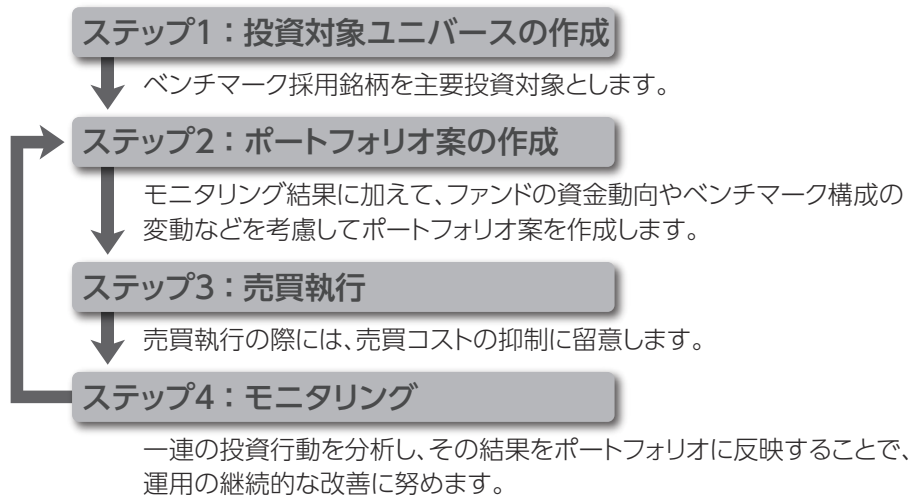 ステップ1：投資対象ユニバースの作成
ベンチマーク採用銘柄を主要投資対象とします。
ステップ2：ポートフォリオ案の作成
モニタリング結果に加えて、ファンドの資金動向やベンチマーク構成の
変動などを考慮してポートフォリオ案を作成します。
ステップ3：売買執行
売買執行の際には、売買コストの抑制に留意します。
ステップ4：モニタリング
一連の投資行動を分析し、その結果をポートフォリオに反映することで、
運用の継続的な改善に努めます。